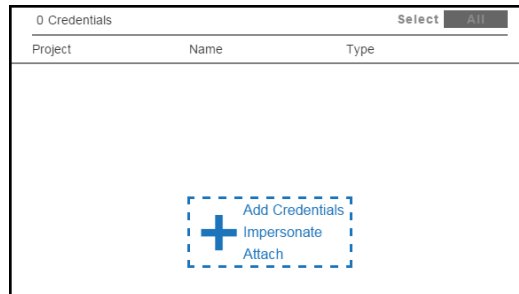 0 Credentials Select All
Project Name Type
Add Credentials
Impersonate
Attach